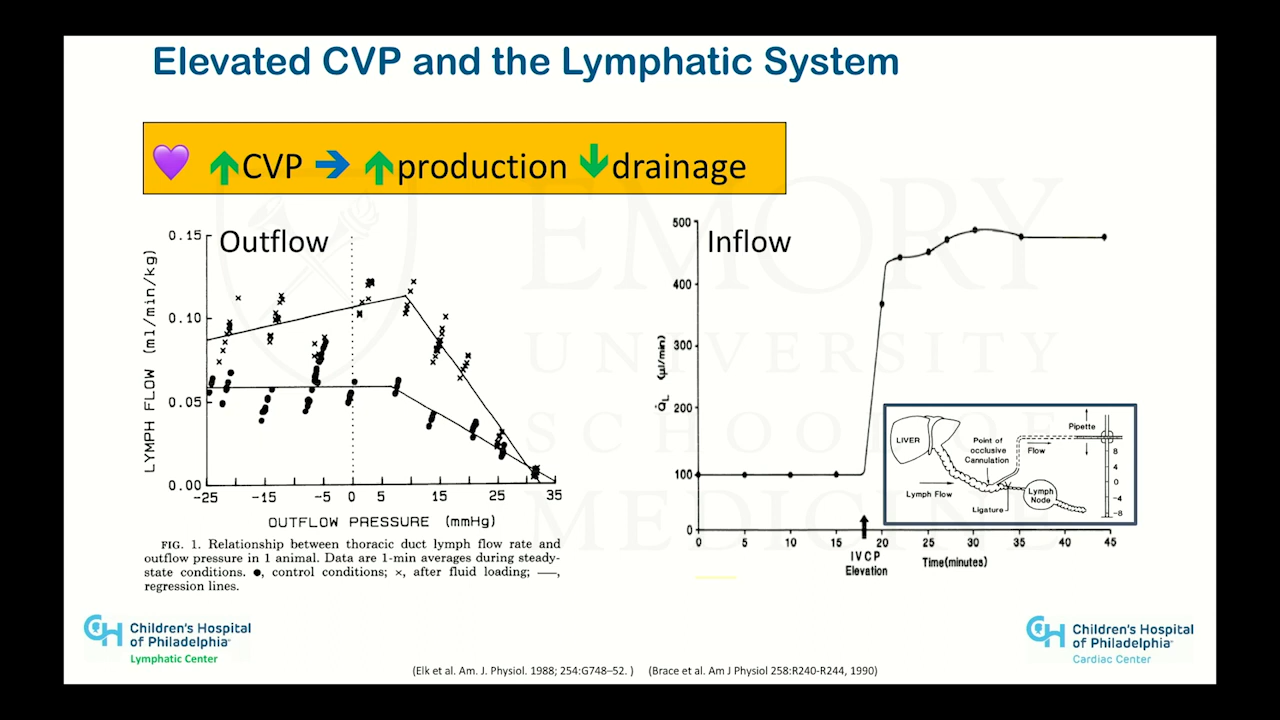 Elevated CVP and the Lymphatic System
CVP production drainage
Outflow
0.15
0.10
0.05
0.00
LYMPH FLOW (ml/min/kg)
-25 -15 -5 0 5 15 25 35
OUTFLOW PRESSURE (mmHg)
FIG. 1. Relationship between thoracic duct lymph flow rate and
outflow pressure in 1 animal. Data are 1-min averages during steady-
state conditions. ●, control conditions; ×, after fluid loading; —,
regression lines.
Inflow
500
400
300
200
100
0
Q̇L (µl/min)
0 5 10 15 20 25 30 35 40 45
IVCP
Elevation
Time(minutes)
LIVER
Point of
occlusive
Cannulation
Pipette
Flow
Lymph Flow
Lymph
Node
Ligature
8
4
0
-4
-8
EMORY
UNIVERSITY
SCHOOL OF
MEDICINE
Children's Hospital
of Philadelphia
Lymphatic Center
(Elk et al. Am. J. Physiol. 1988; 254:G748–52. ) (Brace et al. Am J Physiol 258:R240-R244, 1990)
Children's Hospital
of Philadelphia
Cardiac Center